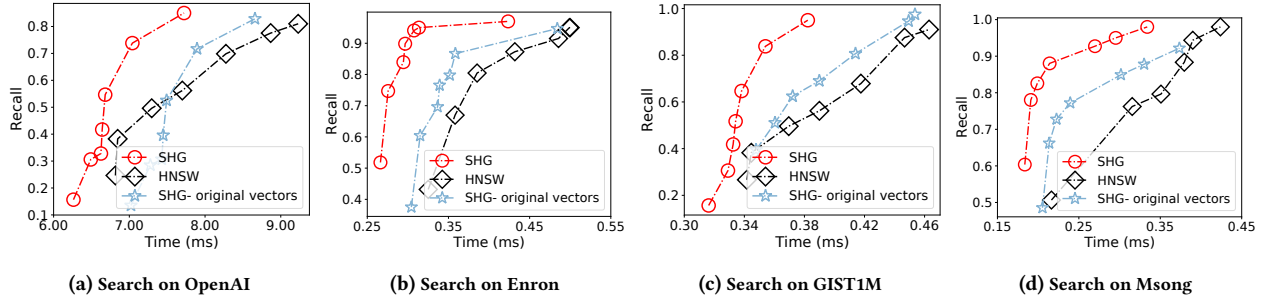 0.8
0.7
0.6
0.5
0.4
0.3
0.2
0.1
Recall
6.00
7.00
8.00
9.00
Time (ms)
SHG
HNSW
SHG- original vectors
(a) Search on OpenAI
0.9
0.8
0.7
0.6
0.5
0.4
Recall
0.25
0.35
0.45
0.55
Time (ms)
SHG
HNSW
SHG- original vectors
(b) Search on Enron
1.0
0.8
0.6
0.4
0.2
Recall
0.30
0.34
0.38
0.42
0.46
Time (ms)
SHG
HNSW
SHG- original vectors
(c) Search on GIST1M
1.0
0.9
0.8
0.7
0.6
0.5
Recall
0.15
0.25
0.35
0.45
Time (ms)
SHG
HNSW
SHG- original vectors
(d) Search on Msong